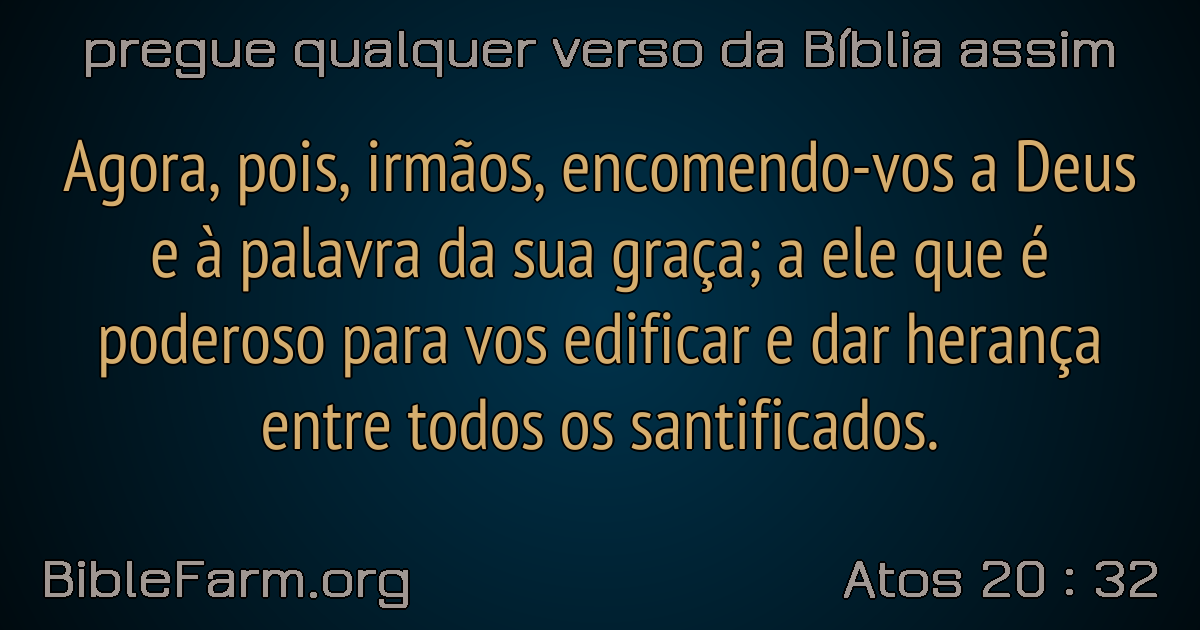 pregue qualquer verso da Bíblia assim
Agora, pois, irmãos, encomendo-vos a Deus
e à palavra da sua graça; a ele que é
poderoso para vos edificar e dar herança
entre todos os santificados.
BibleFarm.org
Atos 20 : 32